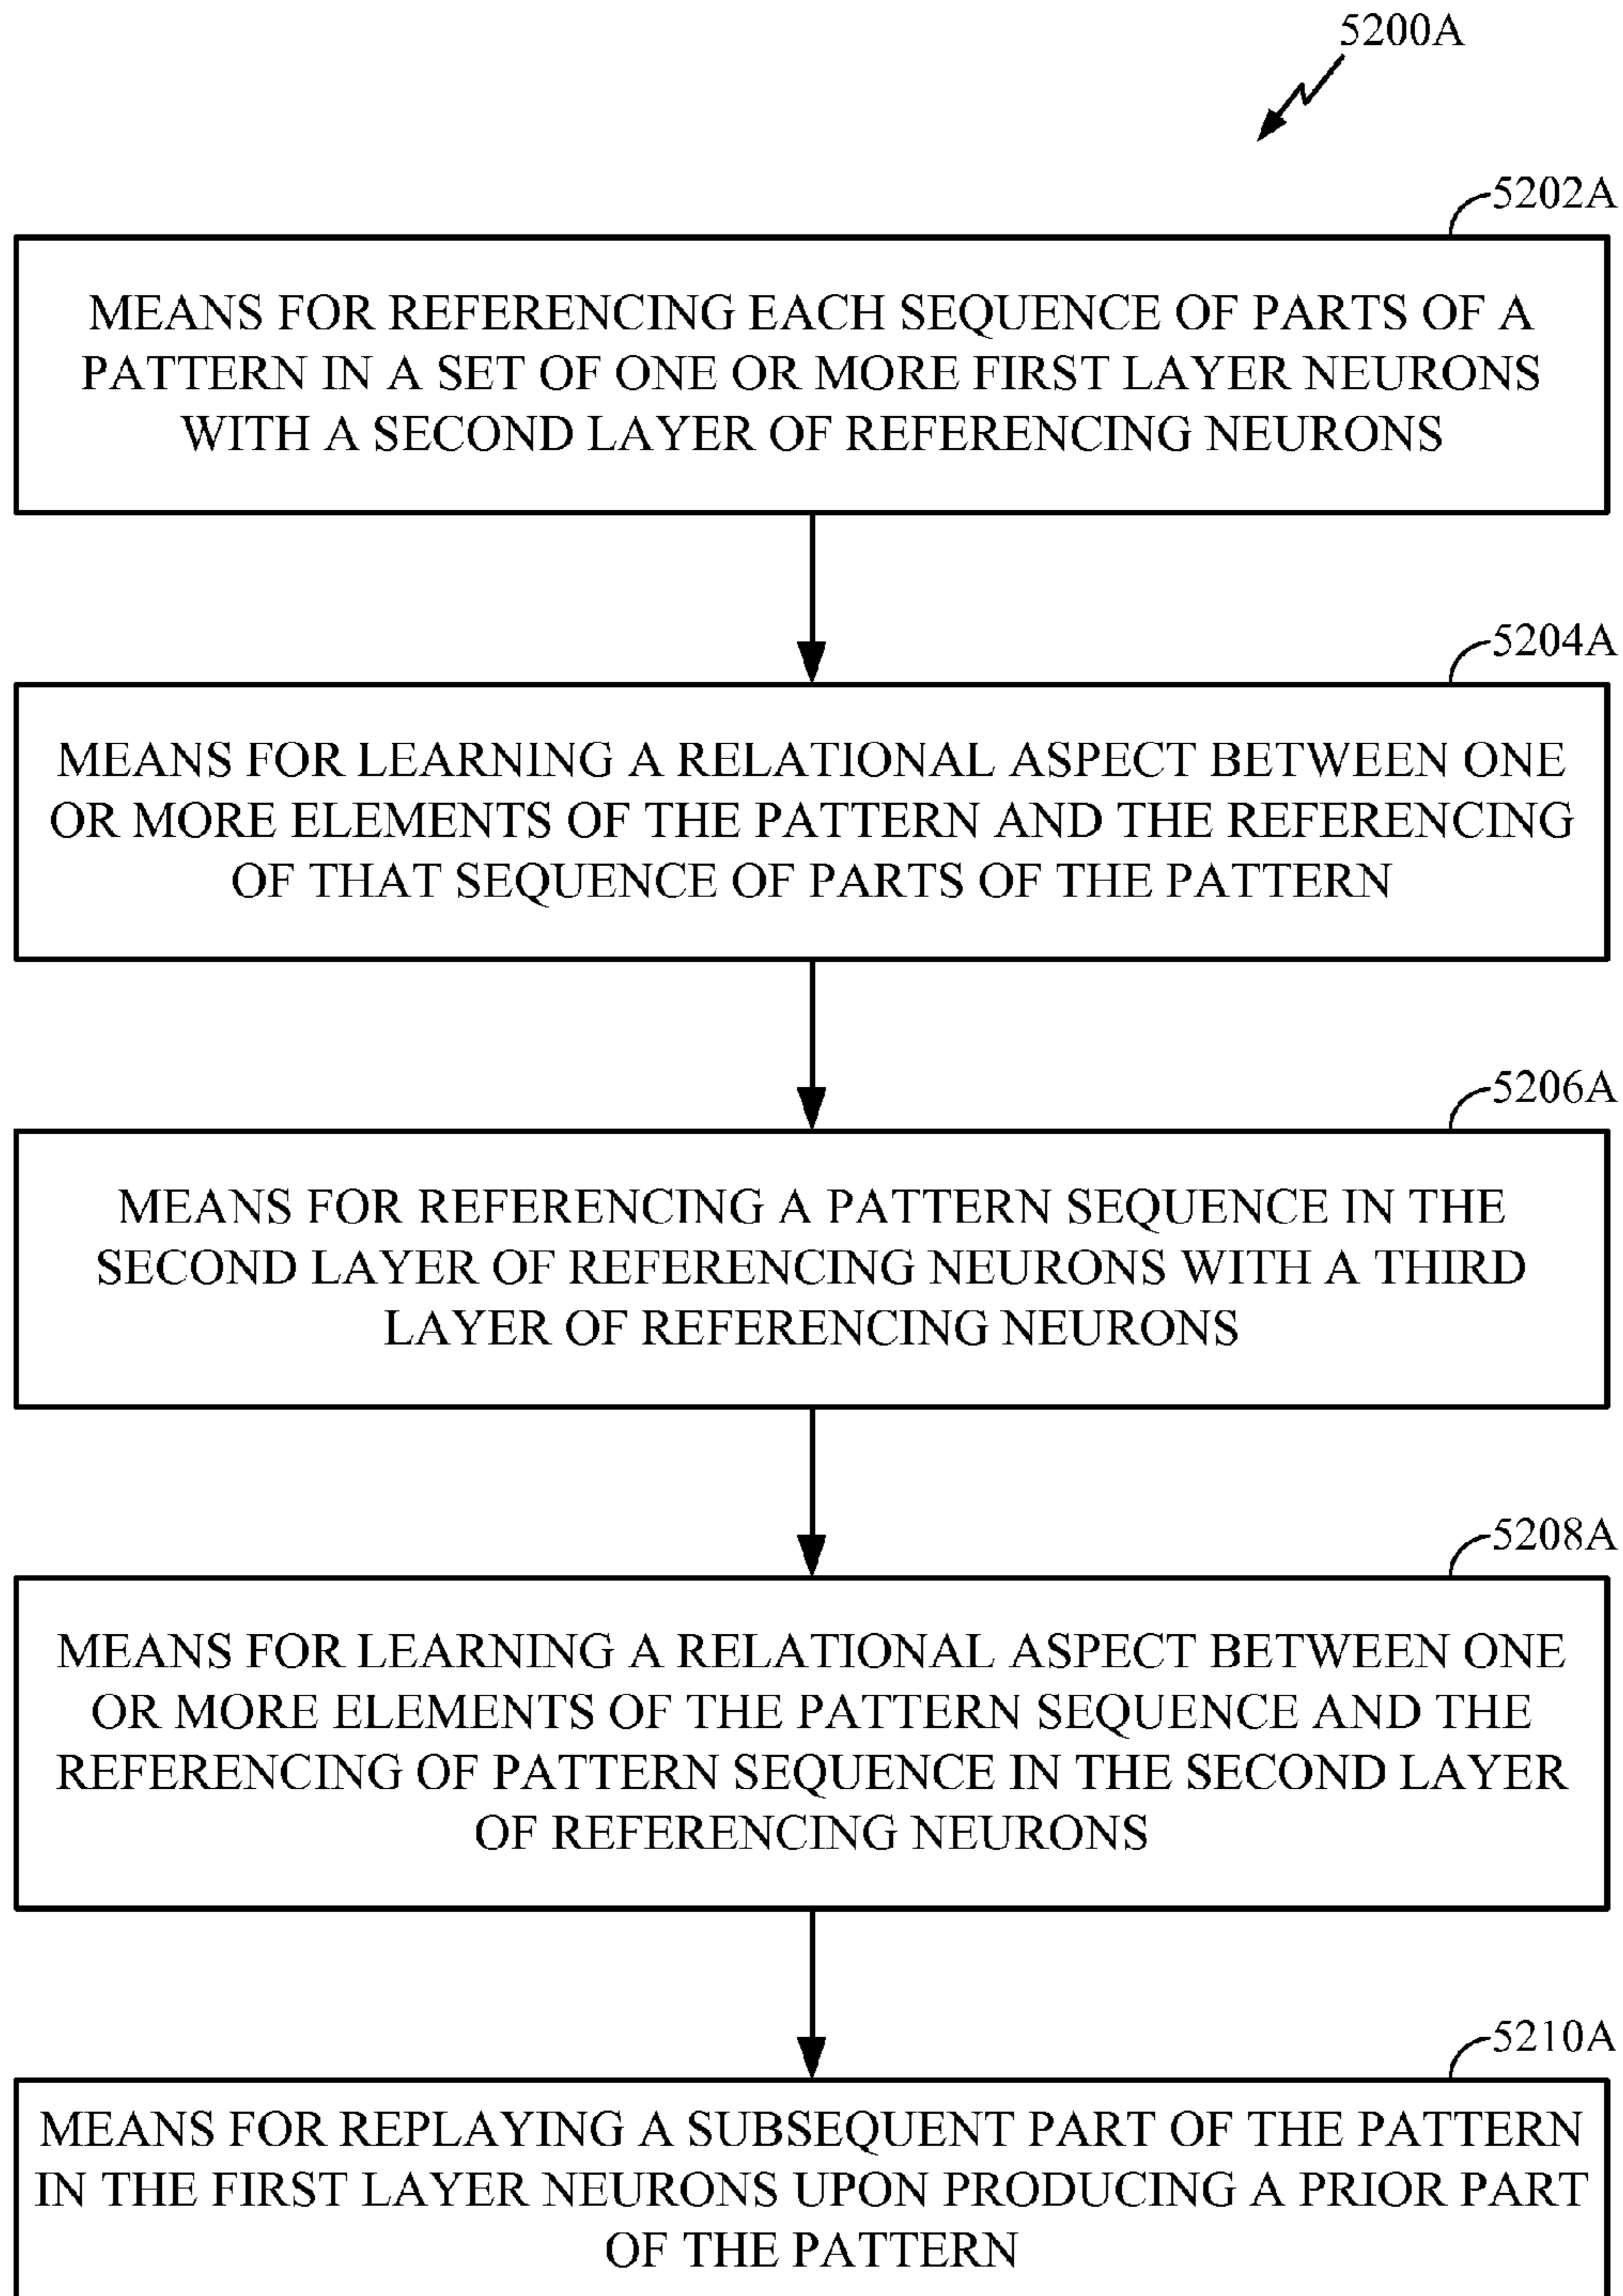 5200A
5202A
MEANS FOR REFERENCING EACH SEQUENCE OF PARTS OF A
PATTERN IN A SET OF ONE OR MORE FIRST LAYER NEURONS
WITH A SECOND LAYER OF REFERENCING NEURONS
5204A
MEANS FOR LEARNING A RELATIONAL ASPECT BETWEEN ONE
OR MORE ELEMENTS OF THE PATTERN AND THE REFERENCING
OF THAT SEQUENCE OF PARTS OF THE PATTERN
5206A
MEANS FOR REFERENCING A PATTERN SEQUENCE IN THE
SECOND LAYER OF REFERENCING NEURONS WITH A THIRD
LAYER OF REFERENCING NEURONS
5208A
MEANS FOR LEARNING A RELATIONAL ASPECT BETWEEN ONE
OR MORE ELEMENTS OF THE PATTERN SEQUENCE AND THE
REFERENCING OF PATTERN SEQUENCE IN THE SECOND LAYER
OF REFERENCING NEURONS
5210A
MEANS FOR REPLAYING A SUBSEQUENT PART OF THE PATTERN
IN THE FIRST LAYER NEURONS UPON PRODUCING A PRIOR PART
OF THE PATTERN